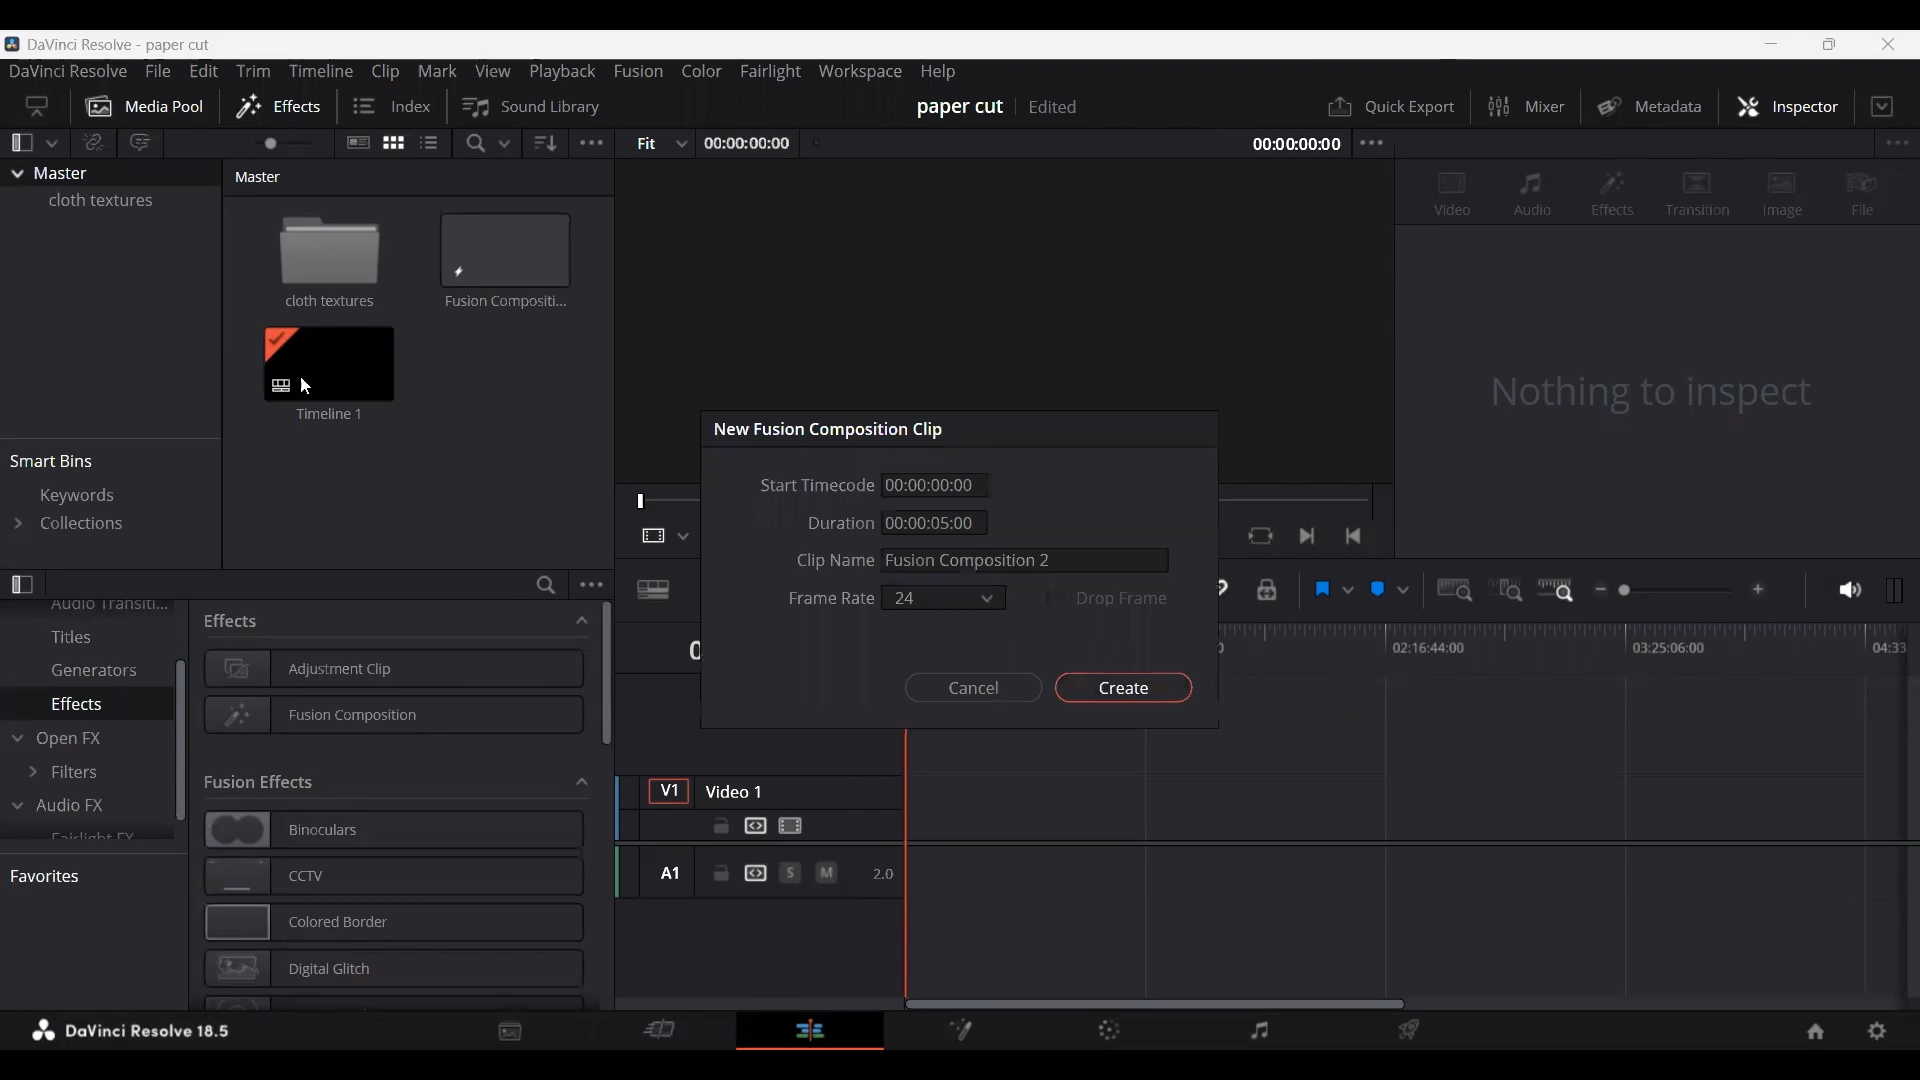 DaVinci Resolve - paper cut
DaVinci Resolve File Edit Trim Timeline Clip Mark View Playback Fusion Color Fairlight Workspace Help
Media Pool Effects Index Sound Library paper cut Edited Quick Export Mixer Metadata Inspector
Fit 00:00:00:00 00:00:00:00
Master
cloth textures
Master
cloth textures
Fusion Compositi...
Timeline 1
Video Audio Effects Transition Image File
Nothing to inspect
Smart Bins
Keywords
Collections
New Fusion Composition Clip
Start Timecode 00:00:00:00
Duration 00:00:05:00
Clip Name Fusion Composition 2
Frame Rate 24 Drop Frame
Cancel Create
Audio Transiti...
Titles
Generators
Effects
Open FX
Filters
Audio FX
Fairlight FX
Favorites
Effects
Adjustment Clip
Fusion Composition
Fusion Effects
Binoculars
CCTV
Colored Border
Digital Glitch
02:16:44:00 03:25:06:00 04:33
V1 Video 1
A1 S M 2.0
DaVinci Resolve 18.5